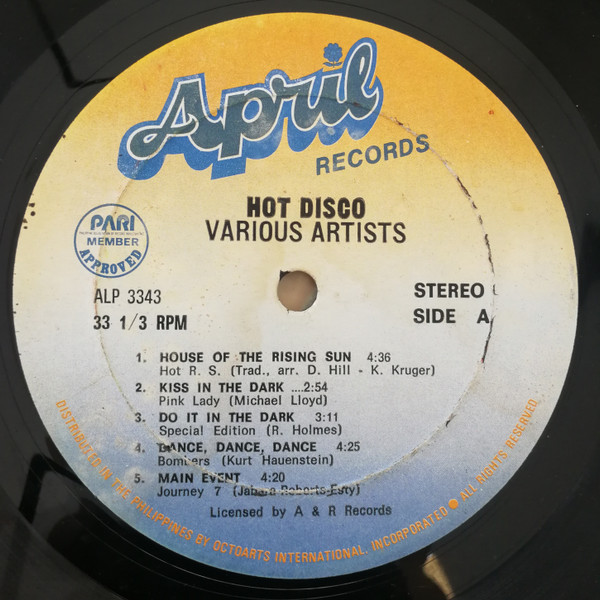 April
RECORDS
HOT DISCO
VARIOUS ARTISTS
PARI
MEMBER
APPROVED
ALP 3343
33 1/3 RPM
STEREO
SIDE A
1. HOUSE OF THE RISING SUN 4:36
Hot R. S. (Trad., arr. D. Hill - K. Kruger)
2. KISS IN THE DARK ....2:54
Pink Lady (Michael Lloyd)
3. DO IT IN THE DARK 3:11
Special Edition (R. Holmes)
4. DANCE, DANCE, DANCE 4:25
Bombers (Kurt Hauenstein)
5. MAIN EVENT 4:20
Journey 7 (Jabara-Roberts-Esty)
Licensed by A & R Records
DISTRIBUTED IN THE PHILIPPINES BY OCTOARTS INTERNATIONAL, INCORPORATED ● ALL RIGHTS RESERVED